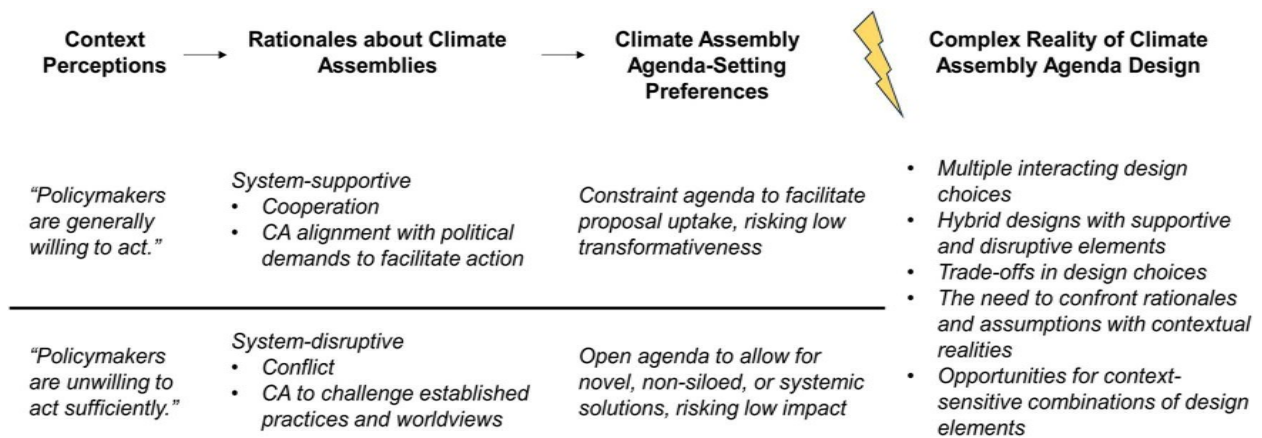 Context
Perceptions
Rationales about Climate
Assemblies
Climate Assembly
Agenda-Setting
Preferences
Complex Reality of Climate
Assembly Agenda Design
“Policymakers
are generally
willing to act.”
System-supportive
• Cooperation
• CA alignment with political
demands to facilitate action
Constraint agenda to facilitate
proposal uptake, risking low
transformativeness
“Policymakers
are unwilling to
act sufficiently.”
System-disruptive
• Conflict
• CA to challenge established
practices and worldviews
Open agenda to allow for
novel, non-siloed, or systemic
solutions, risking low impact
• Multiple interacting design
choices
• Hybrid designs with supportive
and disruptive elements
• Trade-offs in design choices
• The need to confront rationales
and assumptions with contextual
realities
• Opportunities for context-
sensitive combinations of design
elements